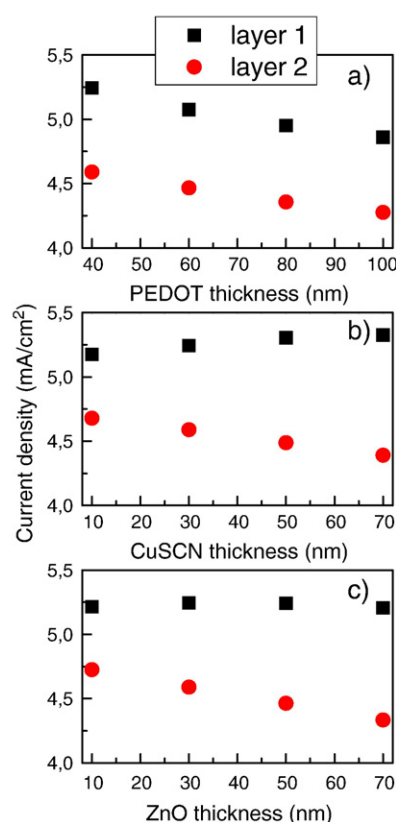 layer 1
layer 2
a)
5,5
5,0
4,5
4,0
40 50 60 70 80 90 100
PEDOT thickness (nm)
Current density (mA/cm²)
b)
5,5
5,0
4,5
4,0
10 20 30 40 50 60 70
CuSCN thickness (nm)
c)
5,5
5,0
4,5
4,0
10 20 30 40 50 60 70
ZnO thickness (nm)